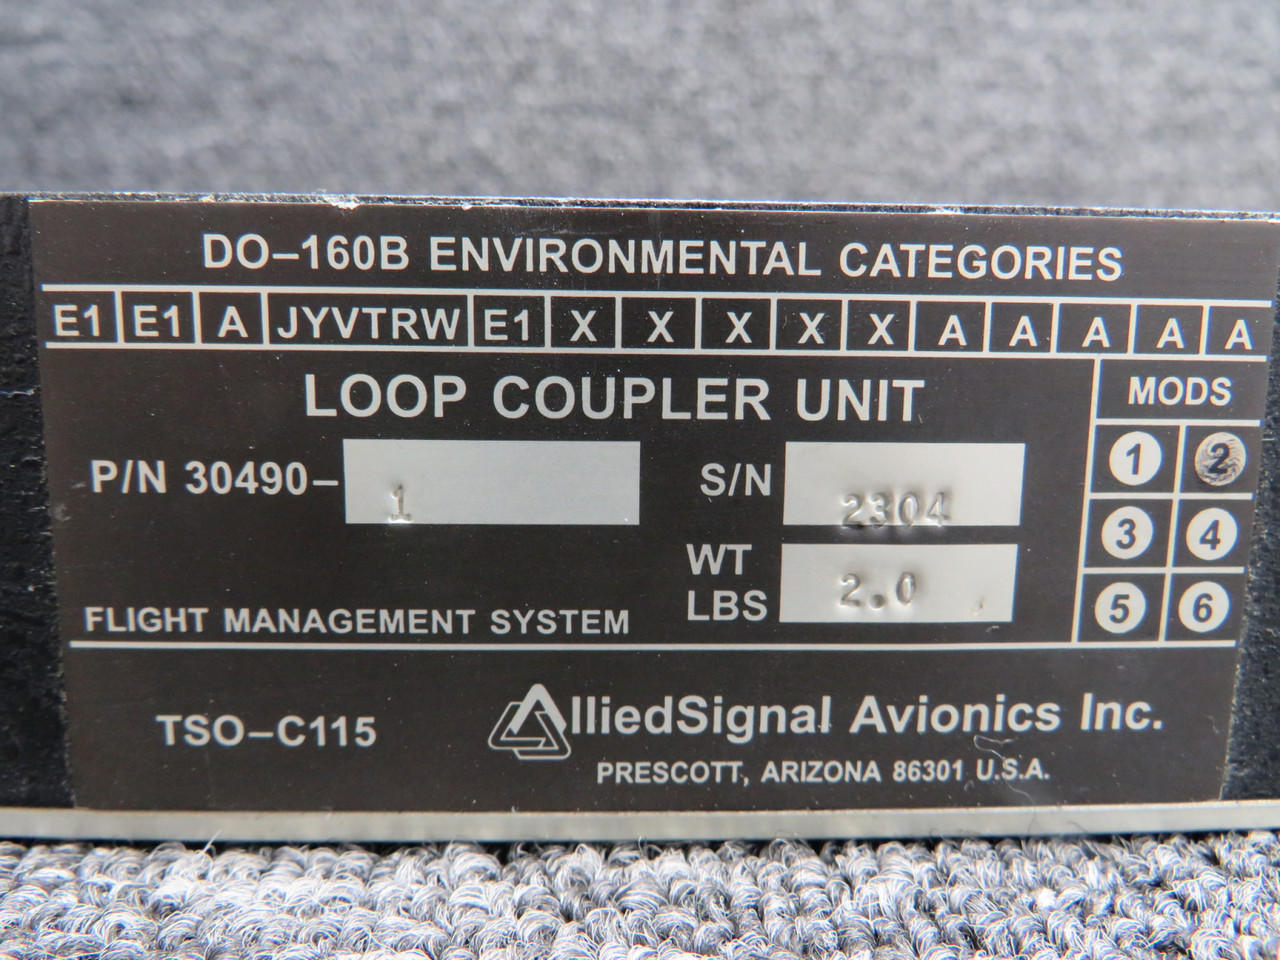 DO-160B ENVIRONMENTAL CATEGORIES
E1 E1 A JYVTRW E1 X X X X X A A A A A
LOOP COUPLER UNIT
MODS
P/N 30490- 1
S/N 2304
1 2
3 4
5 6
WT LBS 2.0
FLIGHT MANAGEMENT SYSTEM
TSO-C115
AlliedSignal Avionics Inc.
PRESCOTT, ARIZONA 86301 U.S.A.